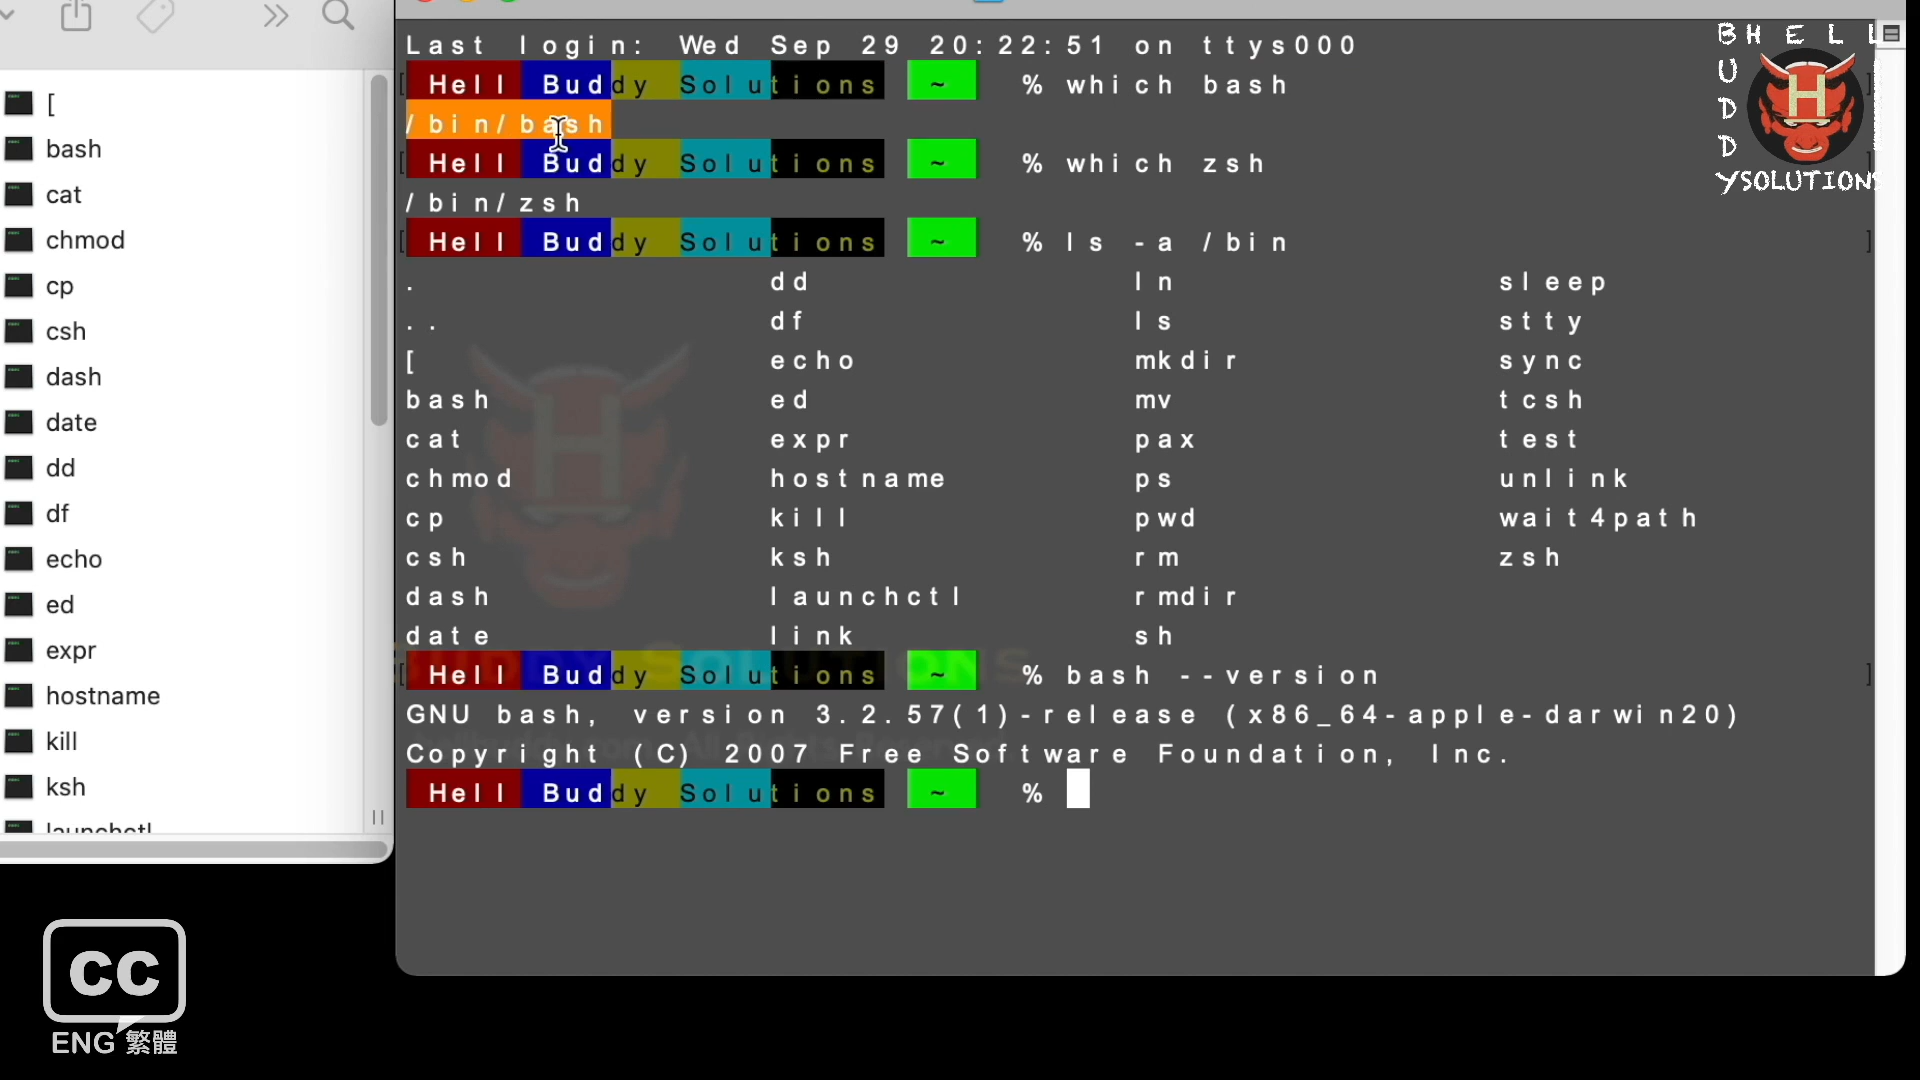 [
bash
cat
chmod
cp
csh
dash
date
dd
df
echo
ed
expr
hostname
kill
ksh
launchctl
Last login: Wed Sep 29 20:22:51 on ttys000
Hell Buddy Solutions ~ % which bash
/bin/bash
Hell Buddy Solutions ~ % which zsh
/bin/zsh
Hell Buddy Solutions ~ % ls -a /bin
. dd ln sleep
.. df ls stty
[ echo mkdir sync
bash ed mv tcsh
cat expr pax test
chmod hostname ps unlink
cp kill pwd wait4path
csh ksh rm zsh
dash launchctl rmdir
date link sh
Hell Buddy Solutions ~ % bash --version
GNU bash, version 3.2.57(1)-release (x86_64-apple-darwin20)
Copyright (C) 2007 Free Software Foundation, Inc.
Hell Buddy Solutions ~ %
HELL
BUDDY
H
YSOLUTIONS
CC
ENG 繁體